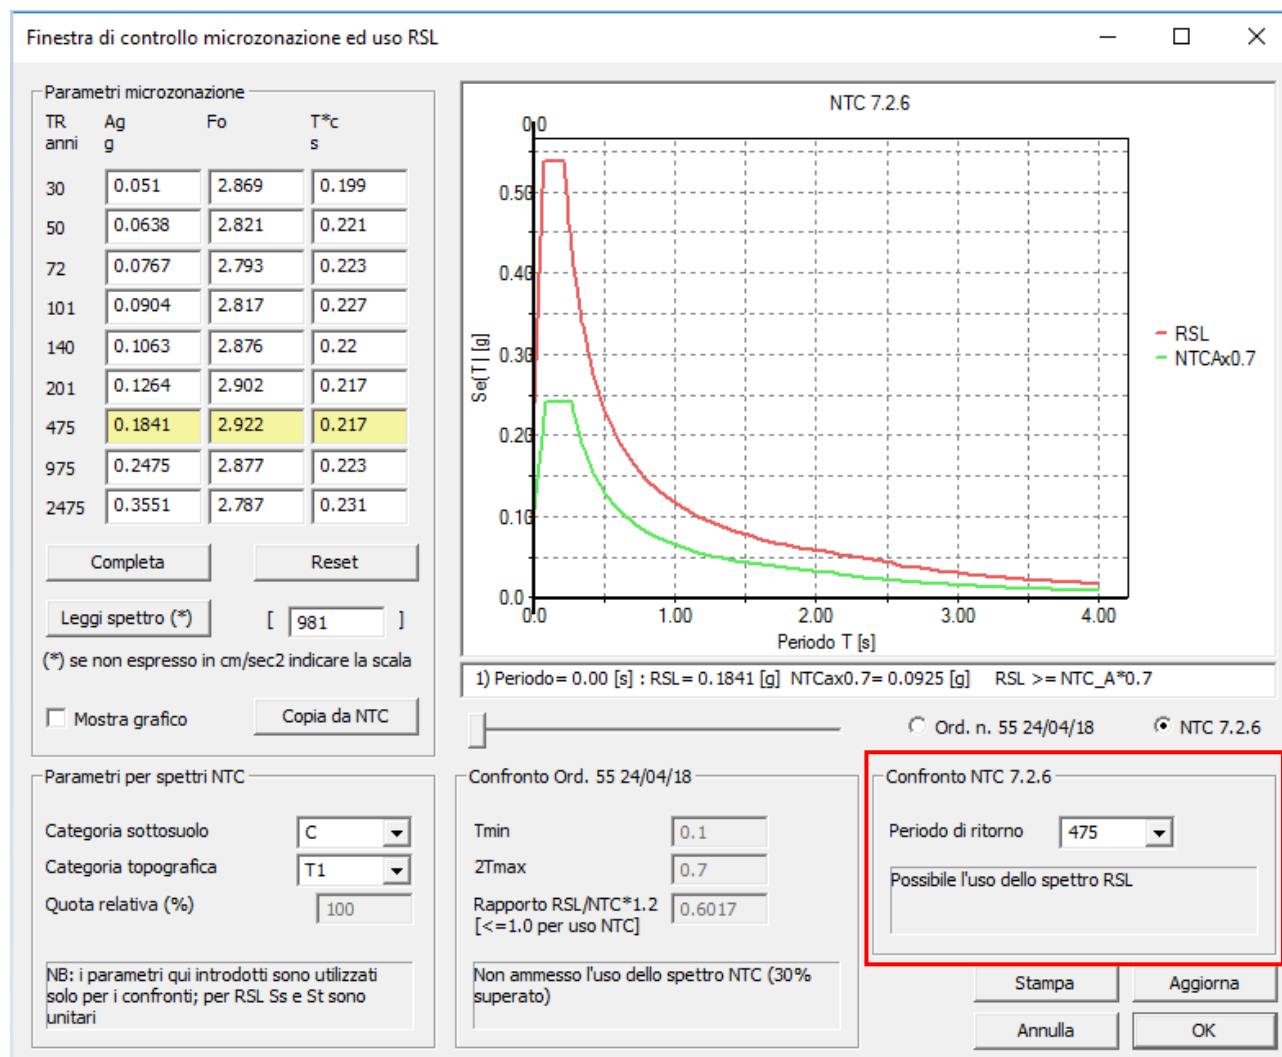 Finestra di controllo microzonazione ed uso RSL
Parametri microzonazione
TR Ag Fo T*c
anni g s
30 0.051 2.869 0.199
50 0.0638 2.821 0.221
72 0.0767 2.793 0.223
101 0.0904 2.817 0.227
140 0.1063 2.876 0.22
201 0.1264 2.902 0.217
475 0.1841 2.922 0.217
975 0.2475 2.877 0.223
2475 0.3551 2.787 0.231
Completa Reset
Leggi spettro (*) [ 981 ]
(*) se non espresso in cm/sec2 indicare la scala
Mostra grafico Copia da NTC
NTC 7.2.6
0.0
0.50
0.40
0.30
0.20
0.10
0.0
Se(T) [g]
0.0 1.00 2.00 3.00 4.00
Periodo T [s]
RSL
NTCAx0.7
1) Periodo= 0.00 [s] : RSL= 0.1841 [g] NTCax0.7= 0.0925 [g] RSL >= NTC_A*0.7
Ord. n. 55 24/04/18 NTC 7.2.6
Parametri per spettri NTC
Categoria sottosuolo C
Categoria topografica T1
Quota relativa (%) 100
NB: i parametri qui introdotti sono utilizzati
solo per i confronti; per RSL Ss e St sono
unitari
Confronto Ord. 55 24/04/18
Tmin 0.1
2Tmax 0.7
Rapporto RSL/NTC*1.2 0.6017
[<=1.0 per uso NTC]
Non ammesso l'uso dello spettro NTC (30%
superato)
Confronto NTC 7.2.6
Periodo di ritorno 475
Possibile l'uso dello spettro RSL
Stampa Aggiorna
Annulla OK